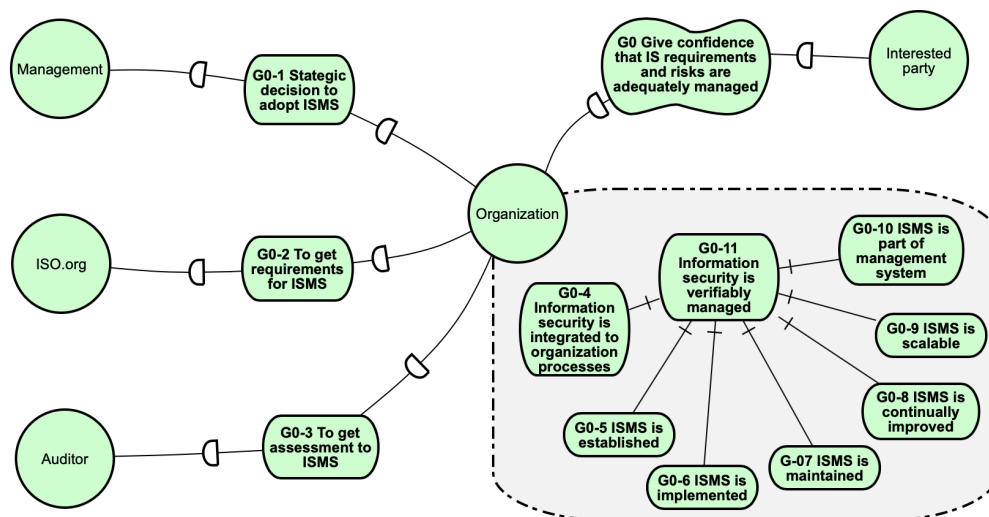 Management
G0-1 Stategic
decision to
adopt ISMS
G0 Give confidence
that IS requirements
and risks are
adequately managed
Interested
party
Organization
ISO.org
G0-2 To get
requirements
for ISMS
Auditor
G0-3 To get
assessment to
ISMS
G0-11
Information
security is
verifiably
managed
G0-10 ISMS is
part of
management
system
G0-4
Information
security is
integrated to
organization
processes
G0-9 ISMS is
scalable
G0-8 ISMS is
continually
improved
G0-5 ISMS is
established
G0-6 ISMS is
implemented
G-07 ISMS is
maintained